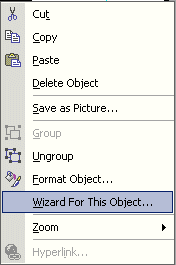 Cut
Copy
Paste
Delete Object
Save as Picture...
Group
Ungroup
Format Object...
Wizard For This Object...
Zoom
Hyperlink...